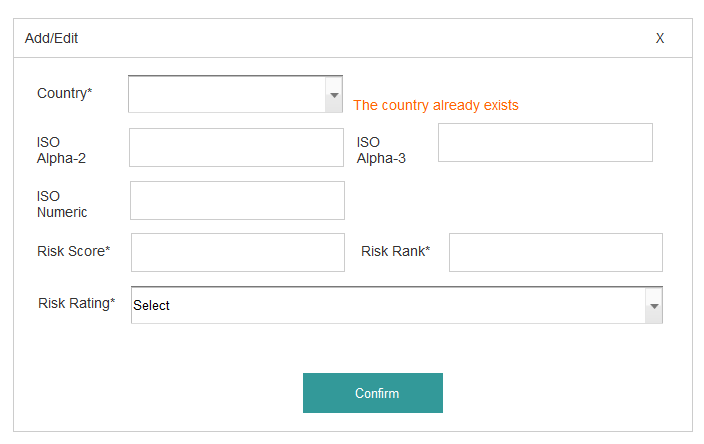 Add/Edit X
Country*
The country already exists
ISO
Alpha-2
ISO
Alpha-3
ISO
Numeric
Risk Score* Risk Rank*
Risk Rating* Select
Confirm